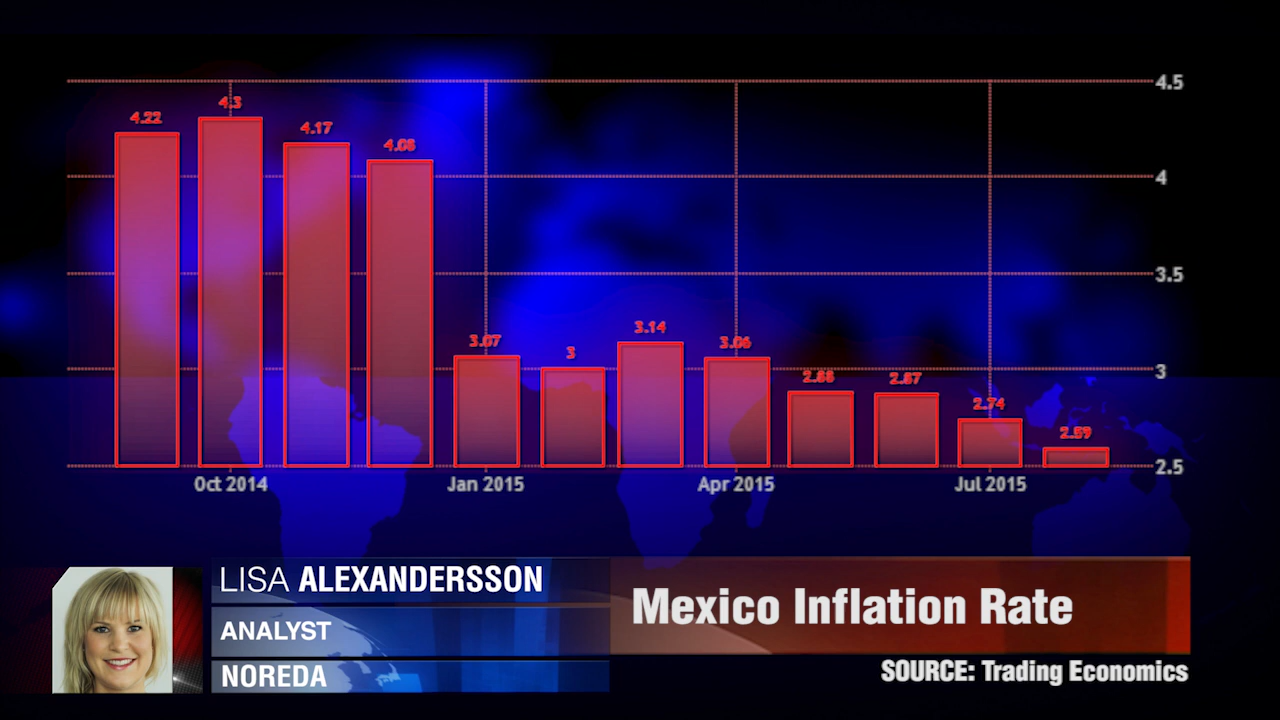 4.5
4.22
4.3
4.17
4.08
4
3.5
3.07
3
3.14
3.06
2.88
2.87
2.74
2.59
3
2.5
Oct 2014
Jan 2015
Apr 2015
Jul 2015
LISA ALEXANDERSSON
ANALYST
NOREDA
Mexico Inflation Rate
SOURCE: Trading Economics